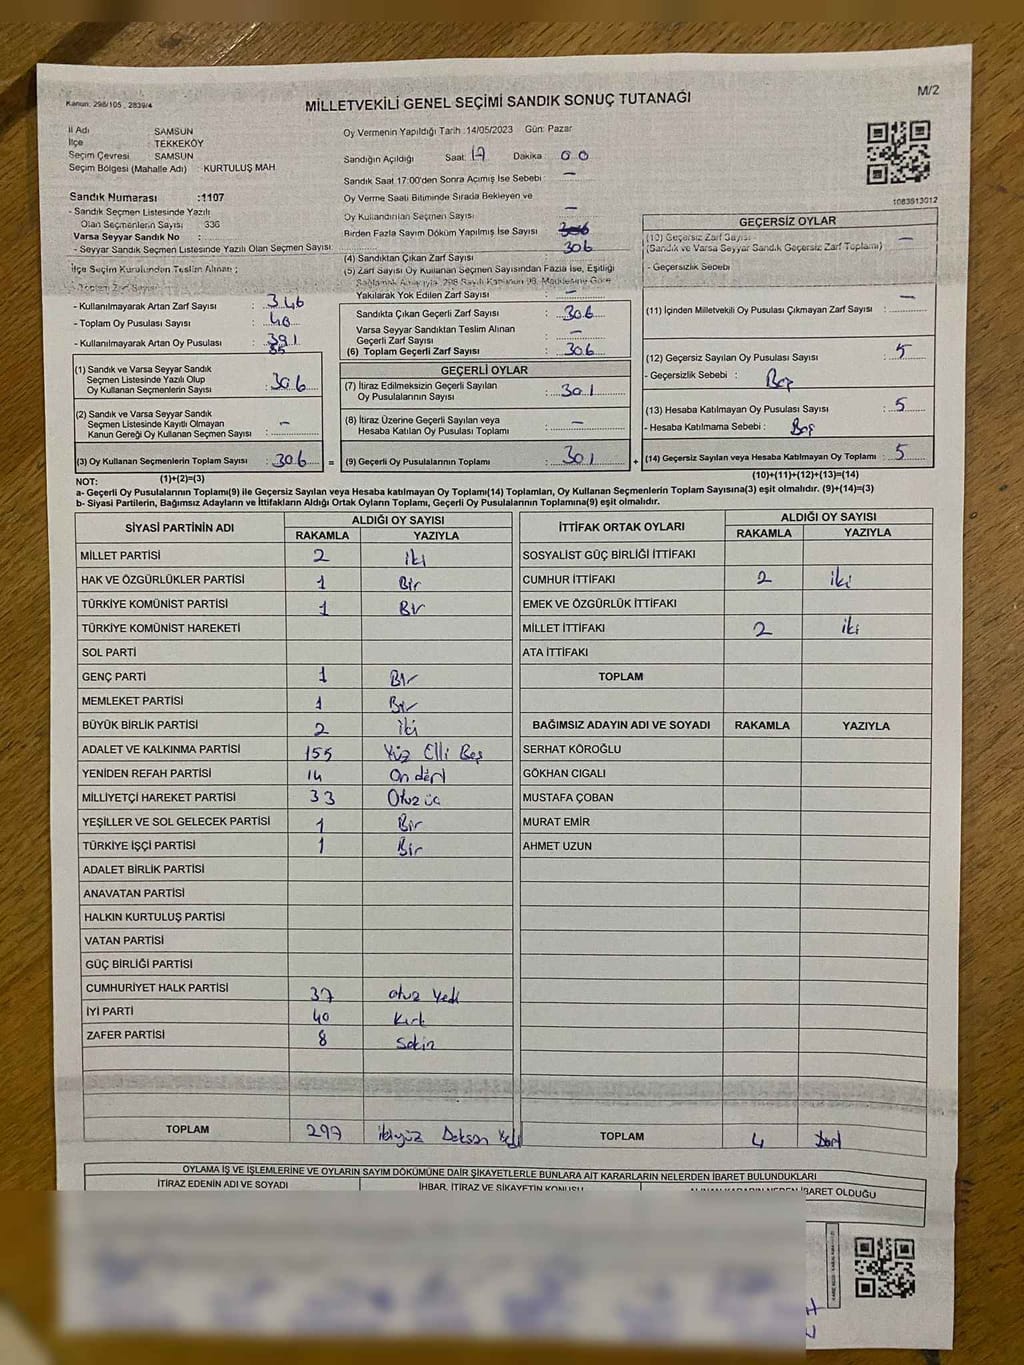 Kanun: 298/105, 2839/4
MİLLETVEKİLİ GENEL SEÇİMİ SANDIK SONUÇ TUTANAĞI
M/2
İl Adı SAMSUN
İlçe TEKKEKÖY
Seçim Çevresi SAMSUN
Seçim Bölgesi (Mahalle Adı) : KURTULUŞ MAH
Sandık Numarası :1107
- Sandık Seçmen Listesinde Yazılı
Olan Seçmenlerin Sayısı : 336
Varsa Seyyar Sandık No :
- Seyyar Sandık Seçmen Listesinde Yazılı Olan Seçmen Sayısı:
İlçe Seçim Kurulundan Teslim Alınan ;
- Toplam Zarf Sayısı
- Kullanılmayarak Artan Zarf Sayısı : 346
- Toplam Oy Pusulası Sayısı : 40
- Kullanılmayarak Artan Oy Pusulası : 391
85
(1) Sandık ve Varsa Seyyar Sandık
Seçmen Listesinde Yazılı Olup
Oy Kullanan Seçmenlerin Sayısı : 306
(2) Sandık ve Varsa Seyyar Sandık
Seçmen Listesinde Kayıtlı Olmayan
Kanun Gereği Oy Kullanan Seçmen Sayısı : -
(3) Oy Kullanan Seçmenlerin Toplam Sayısı : 306 =
Oy Vermenin Yapıldığı Tarih :14/05/2023 Gün: Pazar
Sandığın Açıldığı Saat: 17 Dakika : 00
Sandık Saat 17:00'den Sonra Açımış İse Sebebi : -
Oy Verme Saati Bitiminde Sırada Bekleyen ve
Oy Kullandırılan Seçmen Sayısı : -
Birden Fazla Sayım Döküm Yapılmış İse Sayısı : 306
(4) Sandıktan Çıkan Zarf Sayısı : 306
(5) Zarf Sayısı Oy Kullanan Seçmen Sayısından Fazla İse, Eşitliği
Sağlamak Amacıyla, 298 Sayılı Kanunun 98. Maddesine Göre
Yakılarak Yok Edilen Zarf Sayısı : -
Sandıkta Çıkan Geçerli Zarf Sayısı : 306
Varsa Seyyar Sandıktan Teslim Alınan
Geçerli Zarf Sayısı : -
(6) Toplam Geçerli Zarf Sayısı : 306
GEÇERLİ OYLAR
(7) İtiraz Edilmeksizin Geçerli Sayılan
Oy Pusulalarının Sayısı : 301
(8) İtiraz Üzerine Geçerli Sayılan veya
Hesaba Katılan Oy Pusulası Toplamı : -
(9) Geçerli Oy Pusulalarının Toplamı : 301 +
1083813012
GEÇERSİZ OYLAR
(10) Geçersiz Zarf Sayısı : -
(Sandık ve Varsa Seyyar Sandık Geçersiz Zarf Toplamı)
- Geçersizlik Sebebi
(11) İçinden Milletvekili Oy Pusulası Çıkmayan Zarf Sayısı : -
(12) Geçersiz Sayılan Oy Pusulası Sayısı : 5
- Geçersizlik Sebebi : Boş
(13) Hesaba Katılmayan Oy Pusulası Sayısı : 5
- Hesaba Katılmama Sebebi : Boş
(14) Geçersiz Sayılan veya Hesaba Katılmayan Oy Toplamı : 5
NOT: (1)+(2)=(3) (10)+(11)+(12)+(13)=(14)
a- Geçerli Oy Pusulalarının Toplamı(9) ile Geçersiz Sayılan veya Hesaba katılmayan Oy Toplamı(14) Toplamları, Oy Kullanan Seçmenlerin Toplam Sayısına(3) eşit olmalıdır. (9)+(14)=(3)
b- Siyasi Partilerin, Bağımsız Adayların ve İttifakların Aldığı Ortak Oyların Toplamı, Geçerli Oy Pusulalarının Toplamına(9) eşit olmalıdır.
SİYASİ PARTİNİN ADI ALDIĞI OY SAYISI
RAKAMLA YAZIYLA
MİLLET PARTİSİ 2 iki
HAK VE ÖZGÜRLÜKLER PARTİSİ 1 Bir
TÜRKİYE KOMÜNİST PARTİSİ 1 Bir
TÜRKİYE KOMÜNİST HAREKETİ
SOL PARTİ
GENÇ PARTİ 1 Bir
MEMLEKET PARTİSİ 1 Bir
BÜYÜK BİRLİK PARTİSİ 2 iki
ADALET VE KALKINMA PARTİSİ 155 Yüz Elli Beş
YENİDEN REFAH PARTİSİ 14 On dört
MİLLİYETÇİ HAREKET PARTİSİ 33 Otuz üç
YEŞİLLER VE SOL GELECEK PARTİSİ 1 Bir
TÜRKİYE İŞÇİ PARTİSİ 1 Bir
ADALET BİRLİK PARTİSİ
ANAVATAN PARTİSİ
HALKIN KURTULUŞ PARTİSİ
VATAN PARTİSİ
GÜÇ BİRLİĞİ PARTİSİ
CUMHURİYET HALK PARTİSİ 37 otuz yedi
İYİ PARTİ 40 Kırk
ZAFER PARTİSİ 8 Sekiz
TOPLAM 297 ikiyüz Doksan Yedi
İTTİFAK ORTAK OYLARI ALDIĞI OY SAYISI
RAKAMLA YAZIYLA
SOSYALİST GÜÇ BİRLİĞİ İTTİFAKI
CUMHUR İTTİFAKI 2 iki
EMEK VE ÖZGÜRLÜK İTTİFAKI
MİLLET İTTİFAKI 2 iki
ATA İTTİFAKI
TOPLAM
BAĞIMSIZ ADAYIN ADI VE SOYADI RAKAMLA YAZIYLA
SERHAT KÖROĞLU
GÖKHAN CIGALI
MUSTAFA ÇOBAN
MURAT EMİR
AHMET UZUN
TOPLAM 4 Dört
OYLAMA İŞ VE İŞLEMLERİNE VE OYLARIN SAYIM DÖKÜMÜNE DAİR ŞİKAYETLERLE BUNLARA AİT KARARLARIN NELERDEN İBARET BULUNDUKLARI
İTİRAZ EDENİN ADI VE SOYADI İHBAR, İTİRAZ VE ŞİKAYETİN KONUSU ALINAN KARARIN NEDEN İBARET OLDUĞU